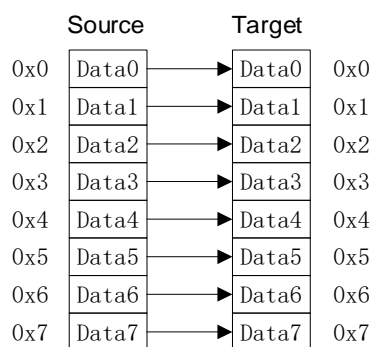 Source Target
0x0 Data0 Data0 0x0
0x1 Data1 Data1 0x1
0x2 Data2 Data2 0x2
0x3 Data3 Data3 0x3
0x4 Data4 Data4 0x4
0x5 Data5 Data5 0x5
0x6 Data6 Data6 0x6
0x7 Data7 Data7 0x7